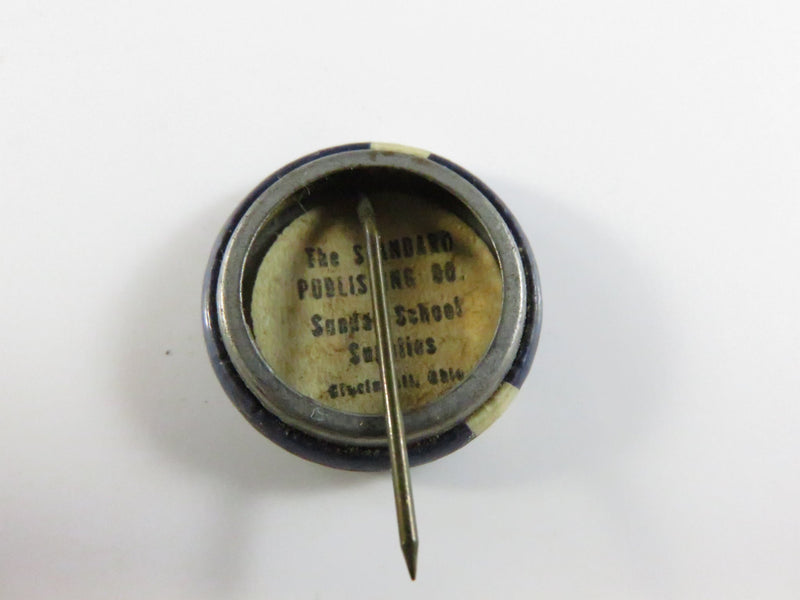 The STANDARD
PUBLISHING CO.
Sunday School
Supplies
Cincinnati, Ohio